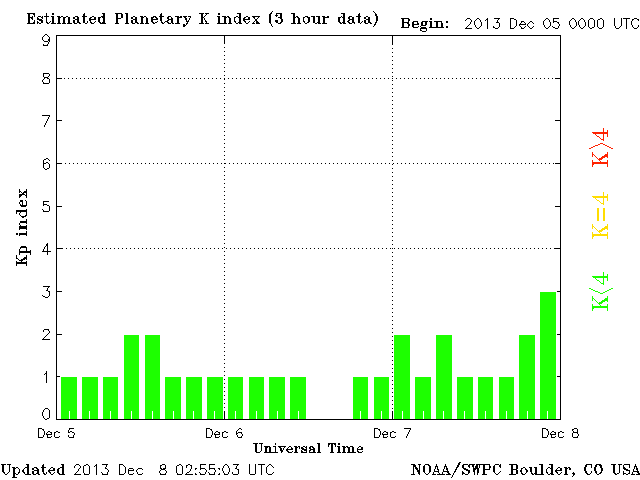 Estimated Planetary K index (3 hour data) Begin: 2013 Dec 05 0000 UTC
9
8
7
6
5
4
3
2
1
0
Kp index
K>4
K=4
K<4
Dec 5 Dec 6 Dec 7 Dec 8
Universal Time
Updated 2013 Dec 8 02:55:03 UTC NOAA/SWPC Boulder, CO USA